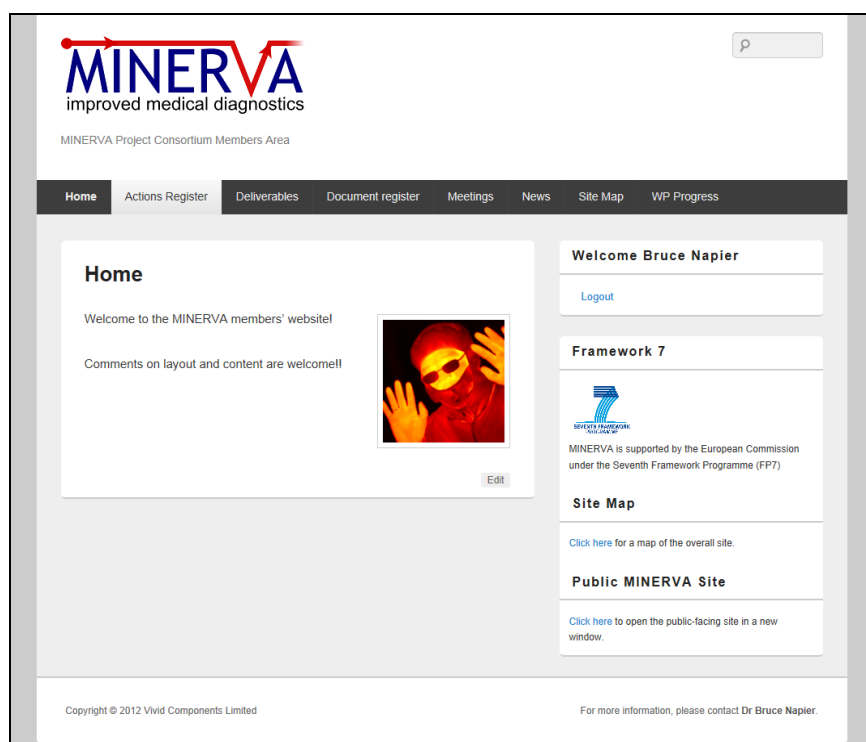 MINERVA
improved medical diagnostics
MINERVA Project Consortium Members Area
Home Actions Register Deliverables Document register Meetings News Site Map WP Progress
Home
Welcome to the MINERVA members' website!
Comments on layout and content are welcome!!
Edit
Welcome Bruce Napier
Logout
Framework 7
SEVENTH FRAMEWORK
PROGRAMME
MINERVA is supported by the European Commission
under the Seventh Framework Programme (FP7)
Site Map
Click here for a map of the overall site.
Public MINERVA Site
Click here to open the public-facing site in a new
window.
Copyright © 2012 Vivid Components Limited
For more information, please contact Dr Bruce Napier.